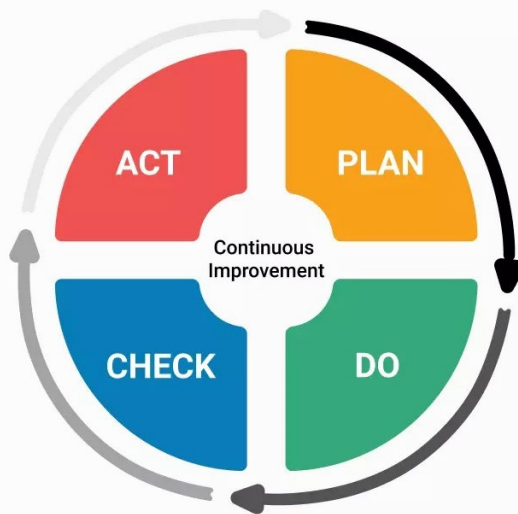 ACT
PLAN
Continuous
Improvement
CHECK
DO